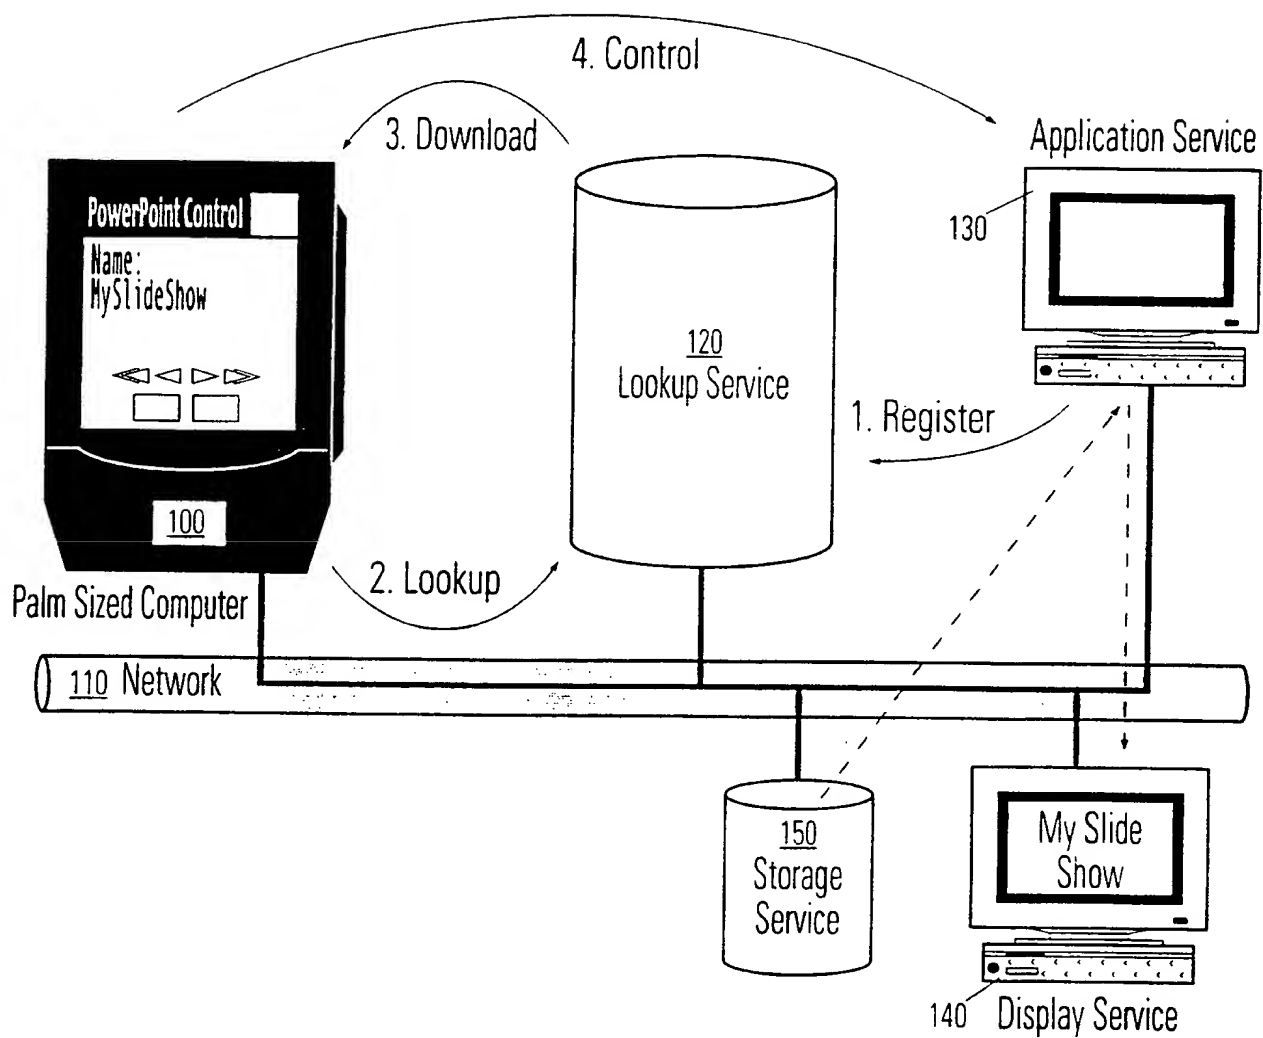 4. Control
3. Download
Application Service
PowerPoint Control
130
Name:
MySlideShow
120
Lookup Service
1. Register
100
2. Lookup
Palm Sized Computer
110 Network
150
Storage
Service
My Slide
Show
140
Display Service